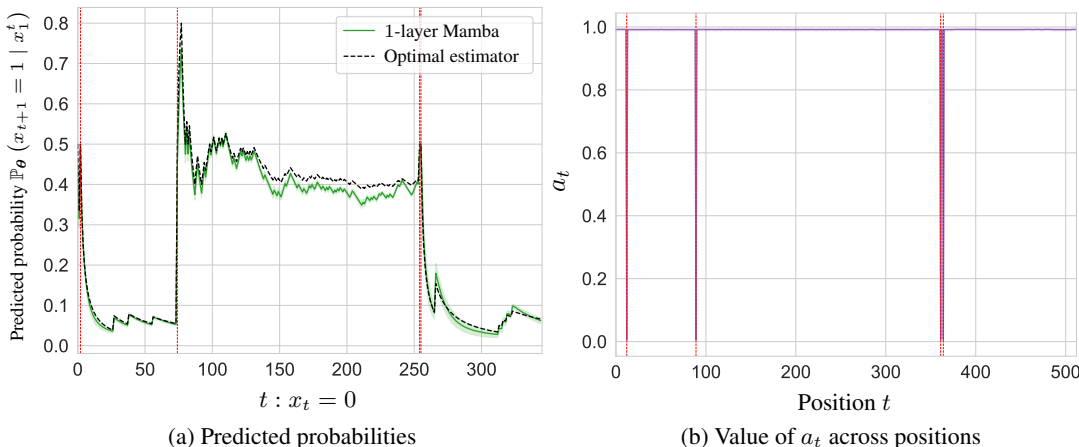 Predicted probability ℙ_θ (x_{t+1} = 1 | x_1^t)
0.8
0.7
0.6
0.5
0.4
0.3
0.2
0.1
0.0
1-layer Mamba
Optimal estimator
0 50 100 150 200 250 300
t : x_t = 0
(a) Predicted probabilities
a_t
1.0
0.8
0.6
0.4
0.2
0.0
0 100 200 300 400 500
Position t
(b) Value of a_t across positions